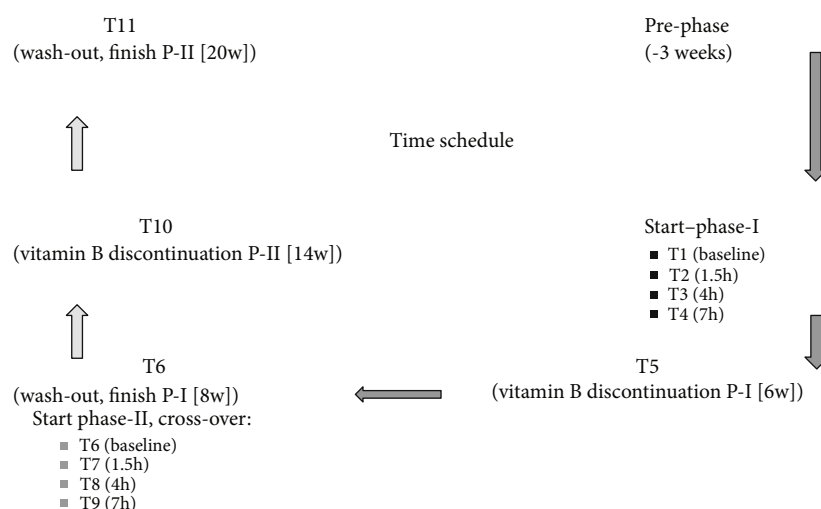 T11
(wash-out, finish P-II [20w])
Pre-phase
(-3 weeks)
Time schedule
T10
(vitamin B discontinuation P-II [14w])
Start–phase-I
T1 (baseline)
T2 (1.5h)
T3 (4h)
T4 (7h)
T6
(wash-out, finish P-I [8w])
Start phase-II, cross-over:
T6 (baseline)
T7 (1.5h)
T8 (4h)
T9 (7h)
T5
(vitamin B discontinuation P-I [6w])